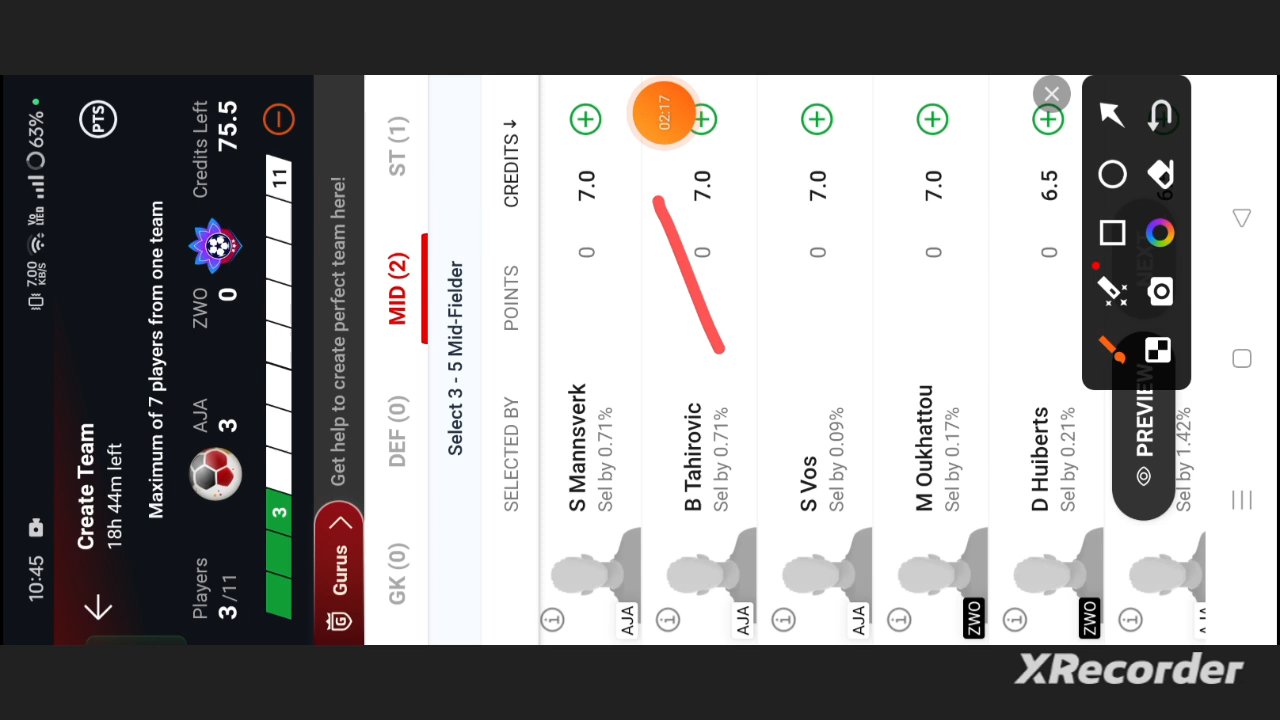 10:45
7.00 KB/S
Vo LTE
63%
Create Team
18h 44m left
PTS
Maximum of 7 players from one team
Players
3/11
AJA
3
ZWO
0
Credits Left
75.5
3
11
G Gurus
Get help to create perfect team here!
GK (0)
DEF (0)
MID (2)
ST (1)
Select 3 - 5 Mid-Fielder
SELECTED BY
POINTS
CREDITS ↓
S Mannsverk
Sel by 0.71%
AJA
0
7.0
02:17
B Tahirovic
Sel by 0.71%
AJA
0
7.0
S Vos
Sel by 0.09%
AJA
0
7.0
M Oukhattou
Sel by 0.17%
ZWO
0
7.0
D Huiberts
Sel by 0.21%
ZWO
0
6.5
PREVIEW
NEXT
Sel by 1.42%
XRecorder